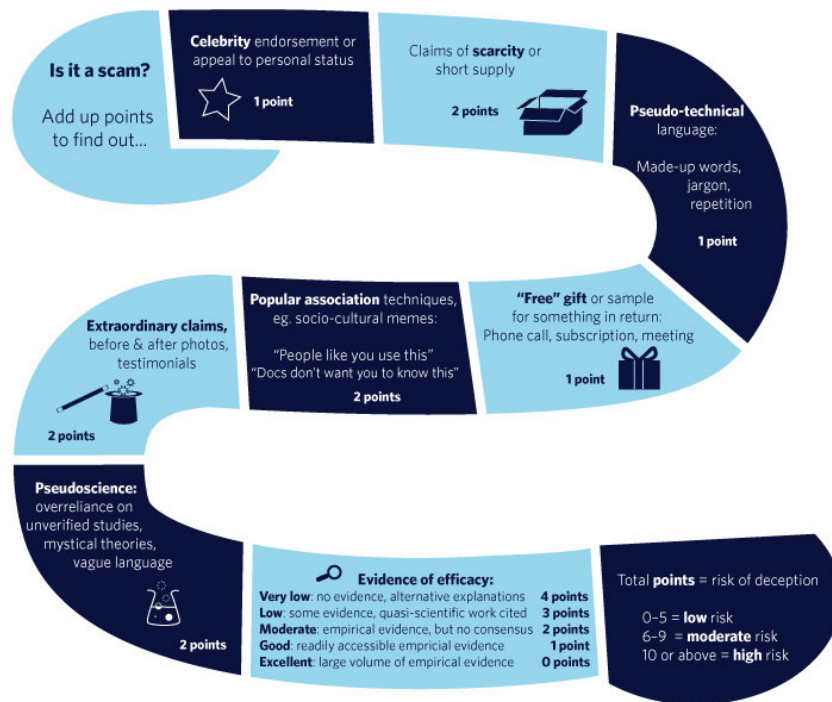 Is it a scam?
Add up points
to find out...
Celebrity endorsement or
appeal to personal status
1 point
Claims of scarcity or
short supply
2 points
Pseudo-technical
language:
Made-up words,
jargon,
repetition
1 point
"Free" gift or sample
for something in return:
Phone call, subscription, meeting
1 point
Popular association techniques,
eg. socio-cultural memes:
"People like you use this"
"Docs don't want you to know this"
2 points
Extraordinary claims,
before & after photos,
testimonials
2 points
Pseudoscience:
overreliance on
unverified studies,
mystical theories,
vague language
2 points
Evidence of efficacy:
Very low: no evidence, alternative explanations 4 points
Low: some evidence, quasi-scientific work cited 3 points
Moderate: empirical evidence, but no consensus 2 points
Good: readily accessible empricial evidence 1 point
Excellent: large volume of empirical evidence 0 points
Total points = risk of deception
0–5 = low risk
6–9 = moderate risk
10 or above = high risk